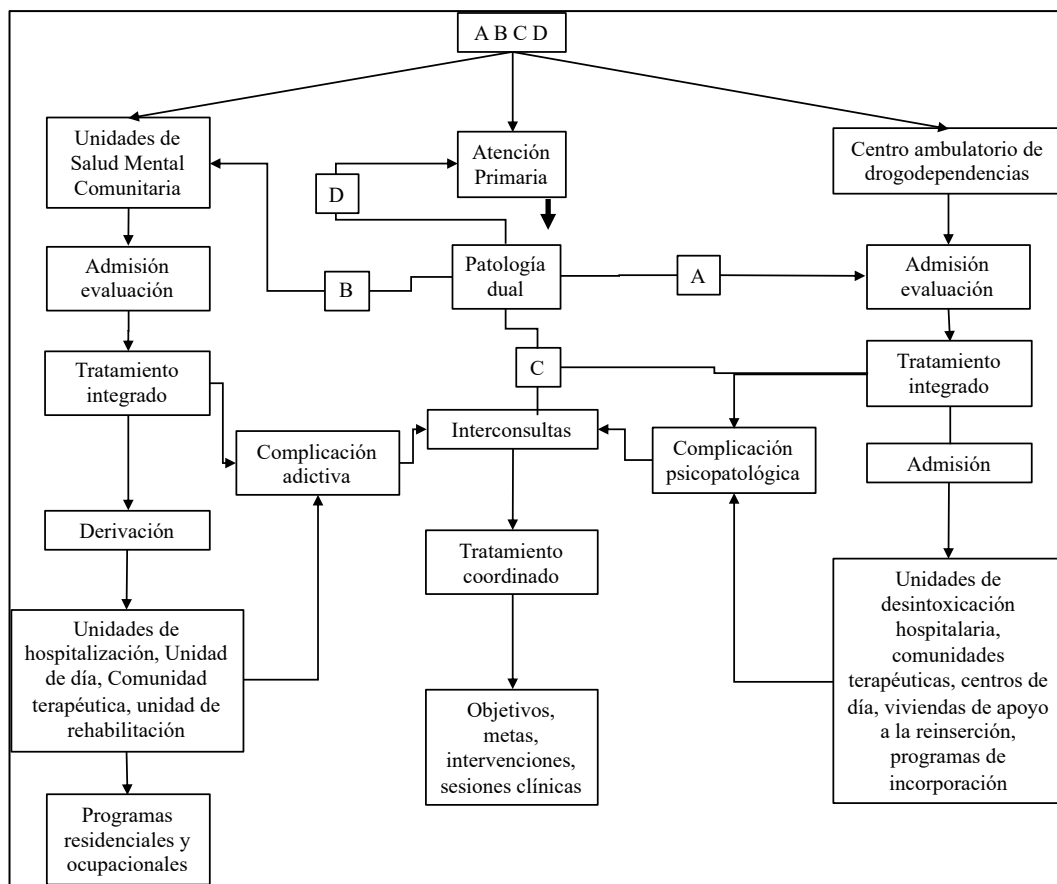 A B C D
Unidades de
Salud Mental
Comunitaria
Atención
Primaria
Centro ambulatorio de
drogodependencias
D
Admisión
evaluación
B
Patología
dual
A
Admisión
evaluación
Tratamiento
integrado
C
Tratamiento
integrado
Complicación
adictiva
Interconsultas
Complicación
psicopatológica
Admisión
Derivación
Tratamiento
coordinado
Unidades de
desintoxicación
hospitalaria,
comunidades
terapéuticas, centros de
día, viviendas de apoyo
a la reinserción,
programas de
incorporación
Unidades de
hospitalización, Unidad
de día, Comunidad
terapéutica, unidad de
rehabilitación
Objetivos,
metas,
intervenciones,
sesiones clínicas
Programas
residenciales y
ocupacionales